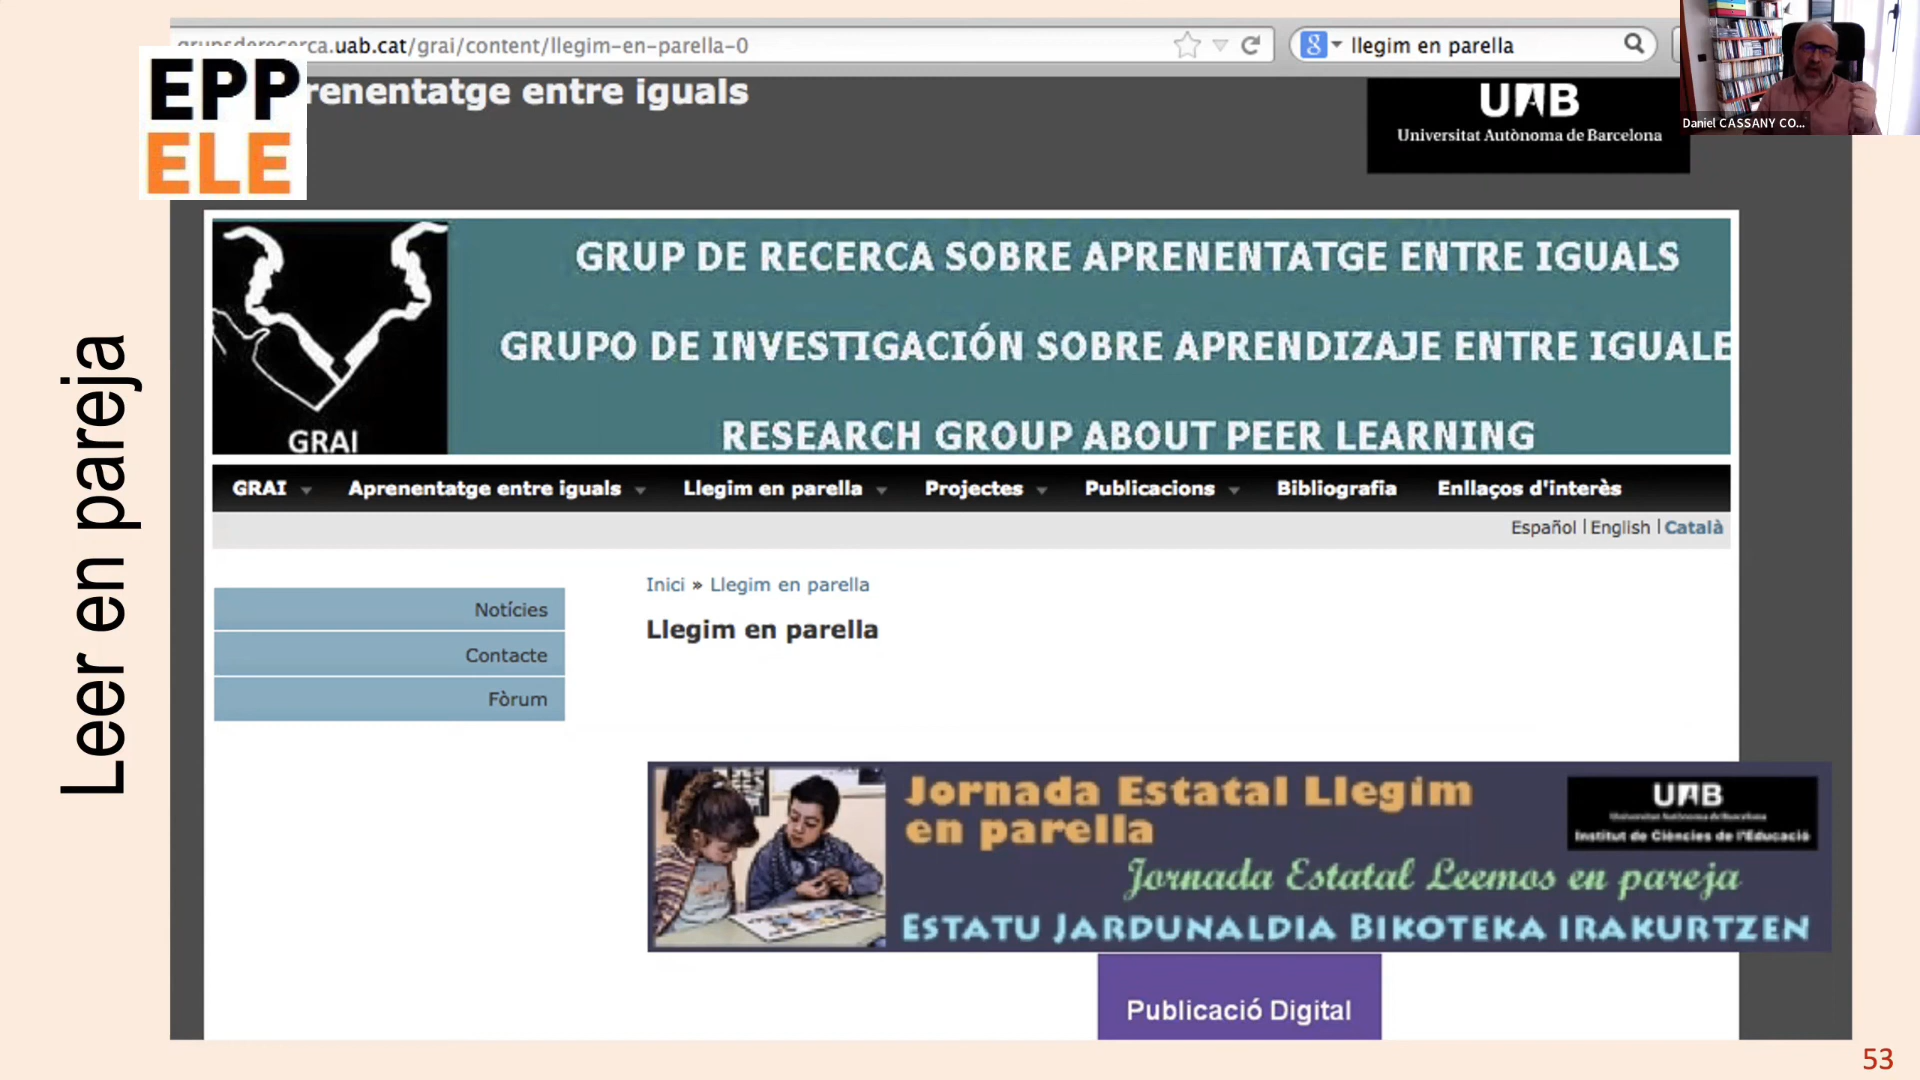 grupsderecerca.uab.cat/grai/content/llegim-en-parella-0
llegim en parella
EPP
ELE
renentatge entre iguals
UAB
Universitat Autònoma de Barcelona
Daniel CASSANY CO...
Leer en pareja
GRUP DE RECERCA SOBRE APRENENTATGE ENTRE IGUALS
GRUPO DE INVESTIGACIÓN SOBRE APRENDIZAJE ENTRE IGUALE
RESEARCH GROUP ABOUT PEER LEARNING
GRAI
GRAI Aprenentatge entre iguals Llegim en parella Projectes Publicacions Bibliografia Enllaços d'interès
Español | English | Català
Notícies
Contacte
Fòrum
Inici » Llegim en parella
Llegim en parella
Jornada Estatal Llegim
en parella
Jornada Estatal Leemos en pareja
ESTATU JARDUNALDIA BIKOTEKA IRAKURTZEN
UAB
Universitat Autònoma de Barcelona
Institut de Ciències de l'Educació
Publicació Digital
53